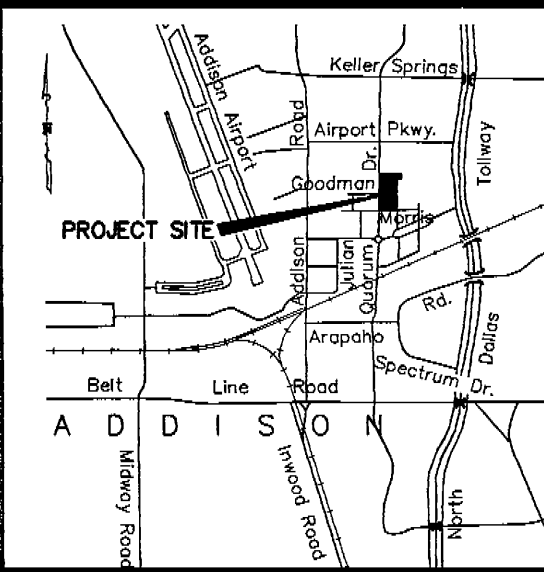 Keller Springs
Addison Airport
Road
Airport Pkwy.
Dr.
Tollway
Goodman
Morris
PROJECT SITE
Addison
Julian
Quorum
Rd.
Arapaho
Dallas
Spectrum Dr.
Belt Line Road
ADDISON
Midway Road
Inwood Road
North